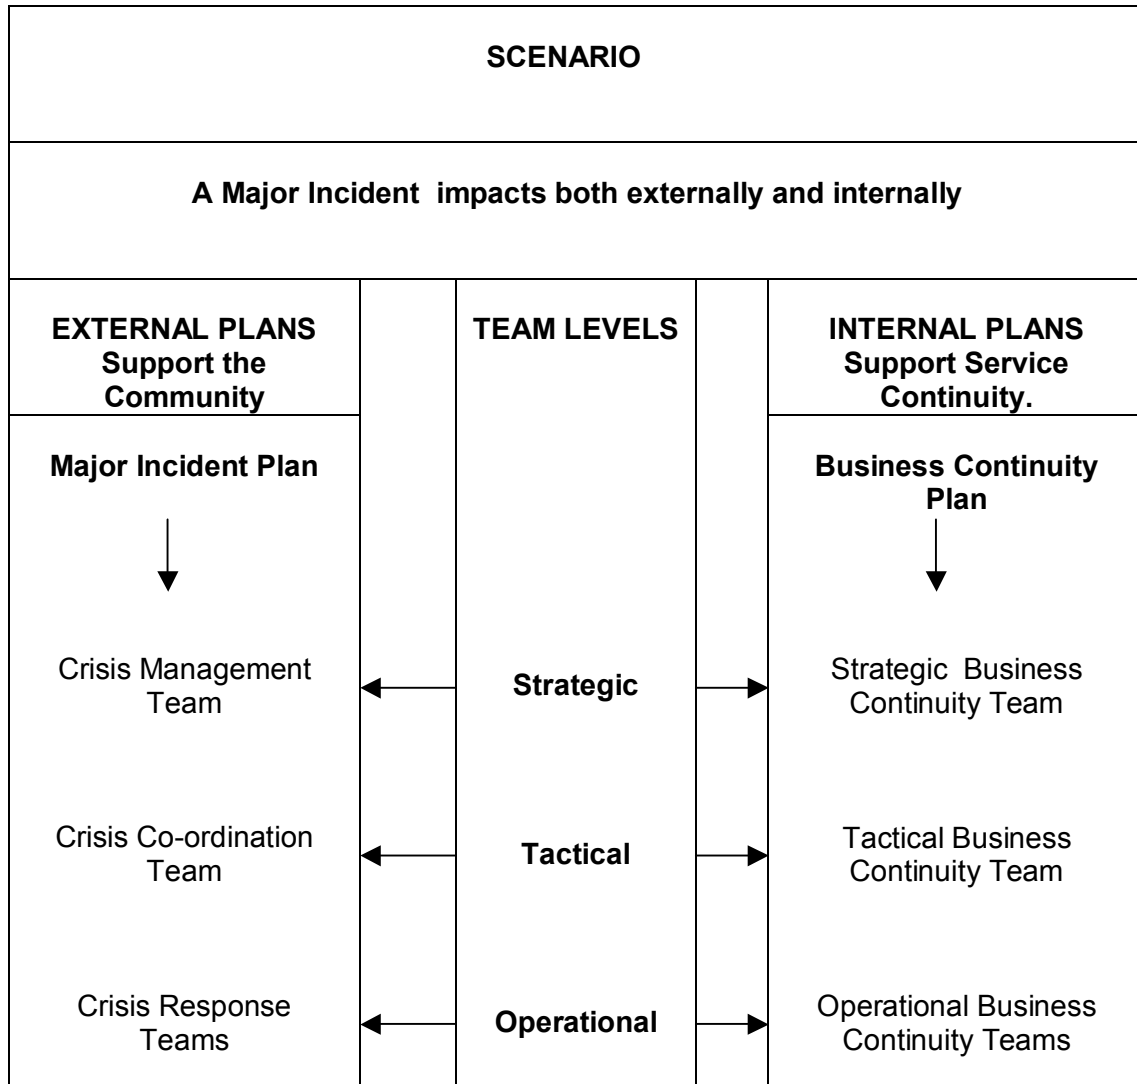 SCENARIO
A Major Incident impacts both externally and internally
EXTERNAL PLANS
Support the
Community
TEAM LEVELS
INTERNAL PLANS
Support Service
Continuity.
Major Incident Plan
Business Continuity
Plan
Crisis Management
Team
Strategic
Strategic Business
Continuity Team
Crisis Co-ordination
Team
Tactical
Tactical Business
Continuity Team
Crisis Response
Teams
Operational
Operational Business
Continuity Teams